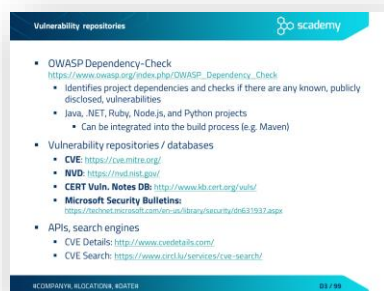 Vulnerability repositories
scademy
▪ OWASP Dependency-Check
https://www.owasp.org/index.php/OWASP_Dependency_Check
▪ Identifies project dependencies and checks if there are any known, publicly
disclosed, vulnerabilities
▪ Java, .NET, Ruby, Node.js, and Python projects
▪ Can be integrated into the build process (e.g. Maven)
▪ Vulnerability repositories / databases
▪ CVE: https://cve.mitre.org/
▪ NVD: https://nvd.nist.gov/
▪ CERT Vuln. Notes DB: http://www.kb.cert.org/vuls/
▪ Microsoft Security Bulletins:
https://technet.microsoft.com/en-us/library/security/dn631937.aspx
▪ APIs, search engines
▪ CVE Details: http://www.cvedetails.com/
▪ CVE Search: https://www.circl.lu/services/cve-search/
#COMPANY#, #LOCATION#, #DATE#
D3 / 98